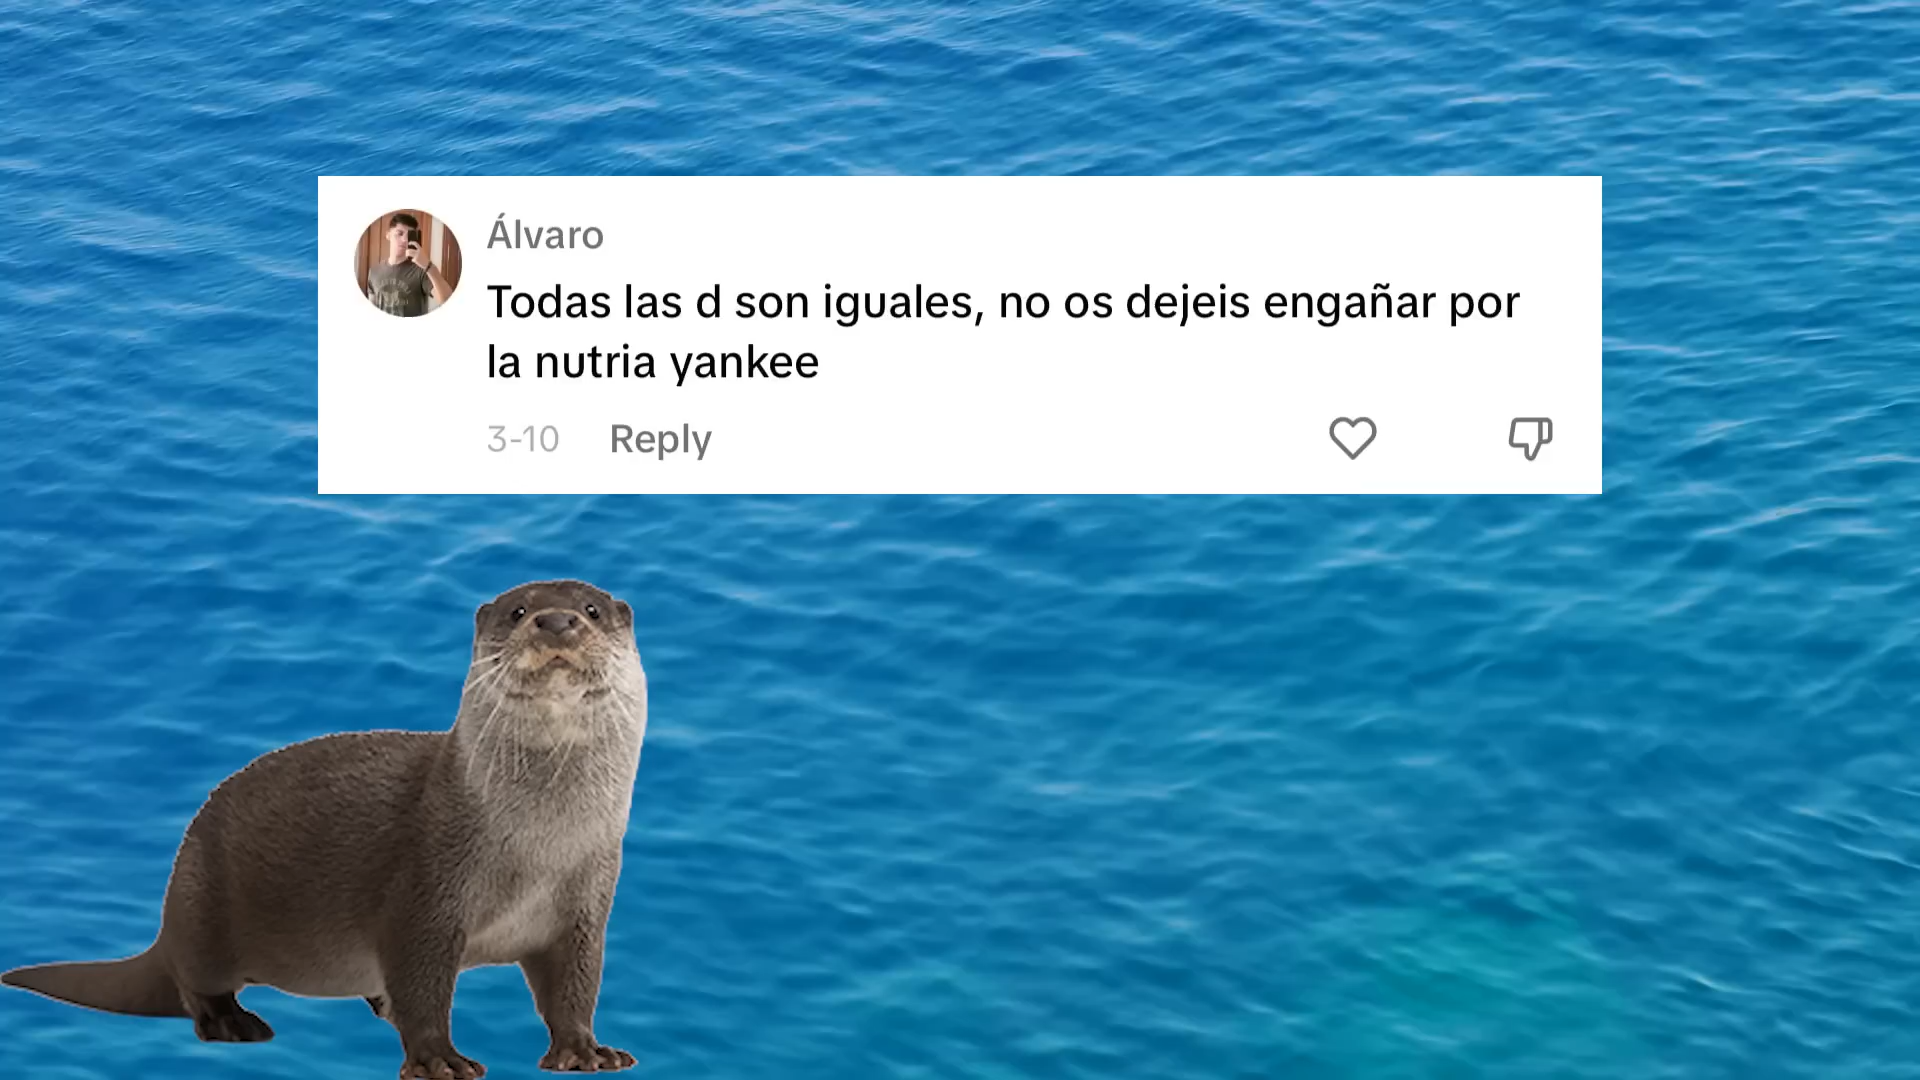 Álvaro
Todas las d son iguales, no os dejeis engañar por
la nutria yankee
3-10 Reply